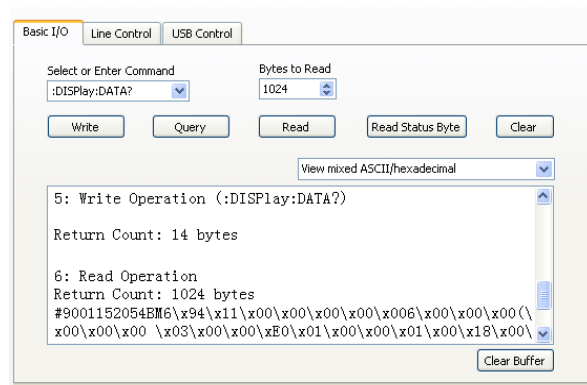 Basic I/O
Line Control
USB Control
Select or Enter Command
Bytes to Read
:DISPlay:DATA?
1024
Write
Query
Read
Read Status Byte
Clear
View mixed ASCII/hexadecimal
5: Write Operation (:DISPlay:DATA?)
Return Count: 14 bytes
6: Read Operation
Return Count: 1024 bytes
#9001152054BM6\x94\x11\x00\x00\x00\x00\x006\x00\x00\x00(\
x00\x00\x00 \x03\x00\x00\xE0\x01\x00\x00\x01\x00\x18\x00\
Clear Buffer